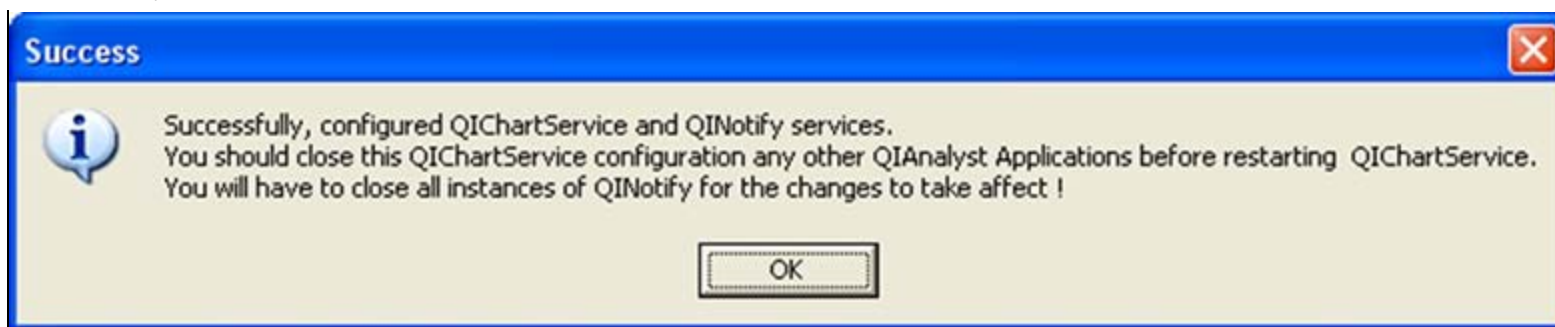 Success
Successfully, configured QIChartService and QINotify services.
You should close this QIChartService configuration any other QIAnalyst Applications before restarting  QIChartService.
You will have to close all instances of QINotify for the changes to take affect !
OK